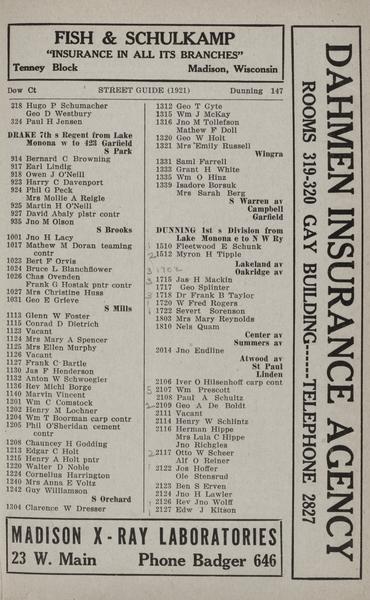 FISH & SCHULKAMP
"INSURANCE IN ALL ITS BRANCHES"
Tenney Block Madison, Wisconsin
Dow Ct STREET GUIDE (1921) Dunning 147
318 Hugo P Schumacher
Geo D Westbury
324 Paul H Jensen
DRAKE 7th s Regent from Lake
Monona w to 423 Garfield
S Park
914 Bernard C Browning
917 Earl Lindig
918 Owen J O'Neill
923 Harry C Davenport
924 Phil G Peck
Mrs Mollie A Reigle
925 Martin H O'Neill
927 David Abaly plstr contr
935 Jno M Olson
S Brooks
1001 Jno H Lacy
1017 Mathew M Doran teaming
contr
1023 Bert F Orvis
1024 Bruce L Blanchflower
1026 Chas Ovenden
Frank G Hostak pntr contr
1027 Mrs Christine Huss
1031 Geo E Grieve
S Mills
1113 Glenn W Foster
1115 Conrad D Dietrich
1123 Vacant
1124 Mrs Mary A Spencer
1125 Mrs Ellen Murphy
1126 Vacant
1127 Frank C Bartle
1130 Jas F Henderson
1132 Anton W Schwoegler
1136 Rev Michl Borge
1140 Marvin Vincent
1201 Wm C Comstock
1202 Henry M Lochner
1204 Wm T Boorman carp contr
1205 Phil O'Sheridan cement
contr
1208 Chauncey H Godding
1213 Edgar C Holt
1216 Henry A Holt pntr
1220 Walter D Noble
1224 Cornelius Harrington
1240 Mrs Anna E Voltz
1242 Guy Williamson
S Orchard
1304 Clarence W Dresser
1312 Geo T Gyte
1315 Wm J McKay
1316 Jno M Tollefson
Mathew F Doll
1320 Geo W Holt
1321 Mrs Emily Russell
Wingra
1331 Saml Farrell
1333 Grant H White
1335 Wm O Hinz
1339 Isadore Borsuk
Mrs Sarah Berg
S Warren av
Campbell
Garfield
DUNNING 1st s Division from
Lake Monona e to N W Ry
1510 Fleetwood E Schunk
2 1512 Myron H Tipple
Lakeland av
Oakridge av
3 1702
1715 Jas H Mackin
1717 Geo Splinter
3 1718 Dr Frank B Taylor
1720 W Fred Rogers
1722 Severt Sorenson
1803 Mrs Mary Reynolds
1810 Nels Quam
Center av
Summers av
2014 Jno Endline
Atwood av
St Paul
Linden
2106 Iver O Hilsenhoff carp cont
2107 Wm Prescott
2108 Paul A Schultz
2 2109 Geo A De Boldt
2111 Vacant
2114 Henry W Schlintz
2116 Herman Hippe
Mrs Lula C Hippe
Jno Richgles
2 2117 Otto W Scheer
Alf O Reiner
2122 Jos Hoffer
Ole Stensrud
2123 Ben S Erven
2124 Jno H Lawler
2126 Rev Jno Wolff
2127 Edw J Kitson
MADISON X-RAY LABORATORIES
23 W. Main Phone Badger 646
DAHMEN INSURANCE AGENCY
ROOMS 319-320 GAY BUILDING------TELEPHONE 2827